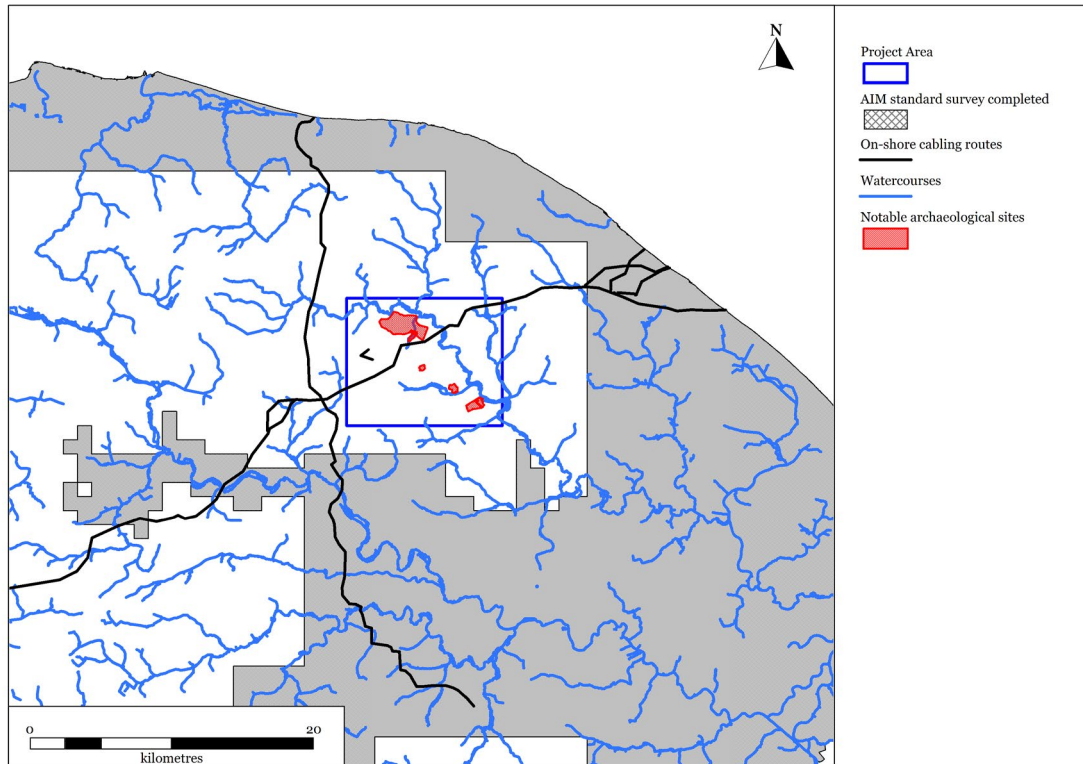 N
Project Area
AIM standard survey completed
On-shore cabling routes
Watercourses
Notable archaeological sites
0 20
kilometres